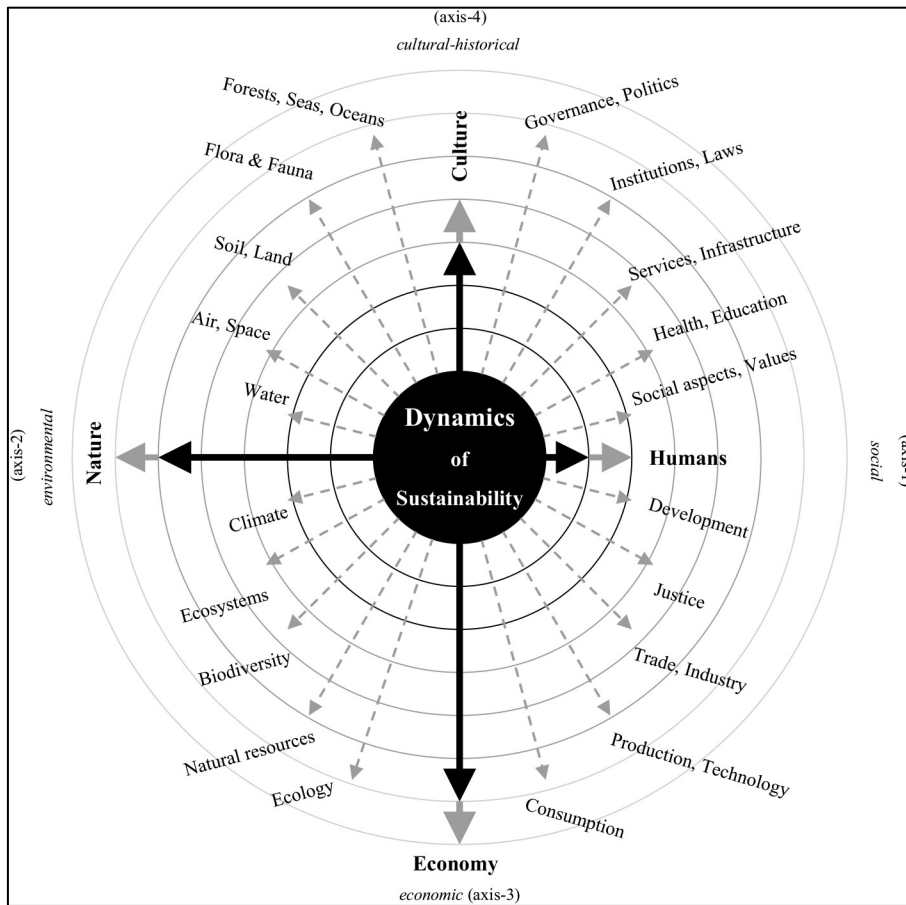 (axis-4)
cultural-historical
Forests, Seas, Oceans
Governance, Politics
Culture
Flora & Fauna
Institutions, Laws
Soil, Land
Services, Infrastructure
Air, Space
Health, Education
Water
Social aspects, Values
(axis-2)
environmental
Nature
Dynamics
of
Sustainability
Humans
social
(axis-1)
Climate
Development
Ecosystems
Justice
Biodiversity
Trade, Industry
Natural resources
Production, Technology
Ecology
Consumption
Economy
economic (axis-3)